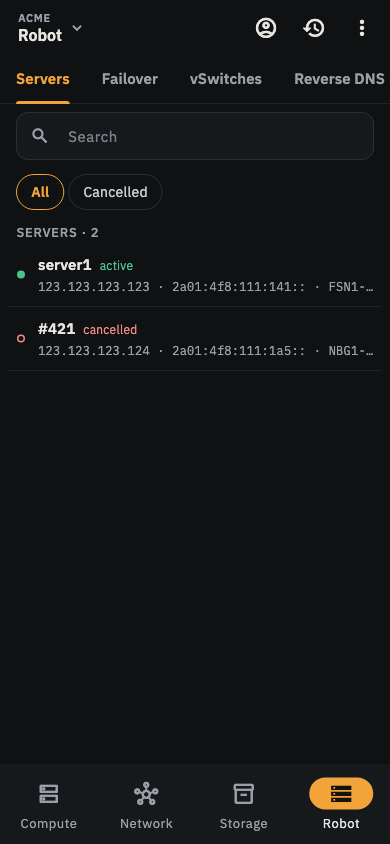 ACME
Robot
Servers Failover vSwitches Reverse DNS
Search
All Cancelled
SERVERS · 2
server1 active
123.123.123.123 · 2a01:4f8:111:141:: · FSN1-…
#421 cancelled
123.123.123.124 · 2a01:4f8:111:1a5:: · NBG1-…
Compute Network Storage Robot